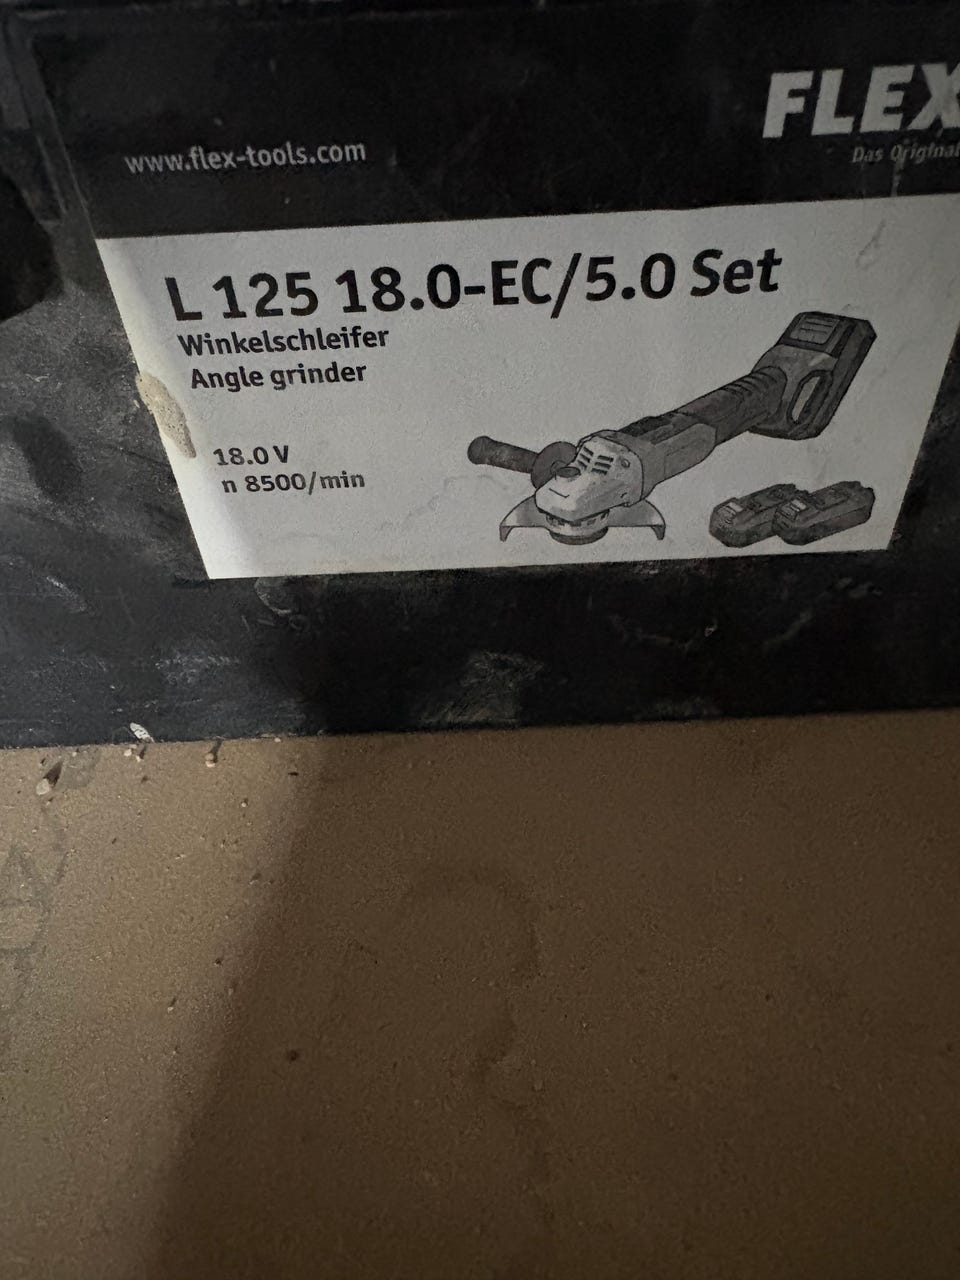 www.flex-tools.com
FLEX
Das Original
L 125 18.0-EC/5.0 Set
Winkelschleifer
Angle grinder
18.0 V
n 8500/min